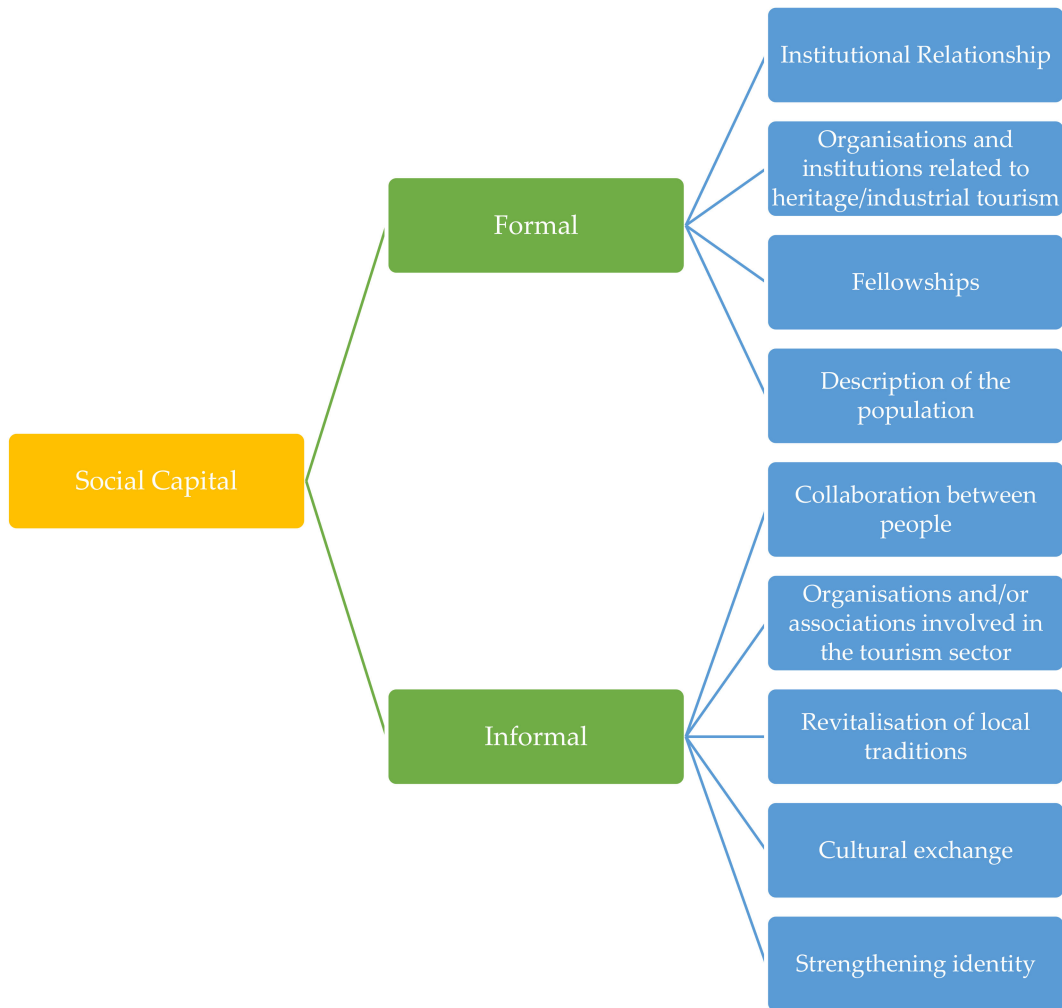 Social Capital
Formal
Institutional Relationship
Organisations and
institutions related to
heritage/industrial tourism
Fellowships
Description of the
population
Informal
Collaboration between
people
Organisations and/or
associations involved in
the tourism sector
Revitalisation of local
traditions
Cultural exchange
Strengthening identity